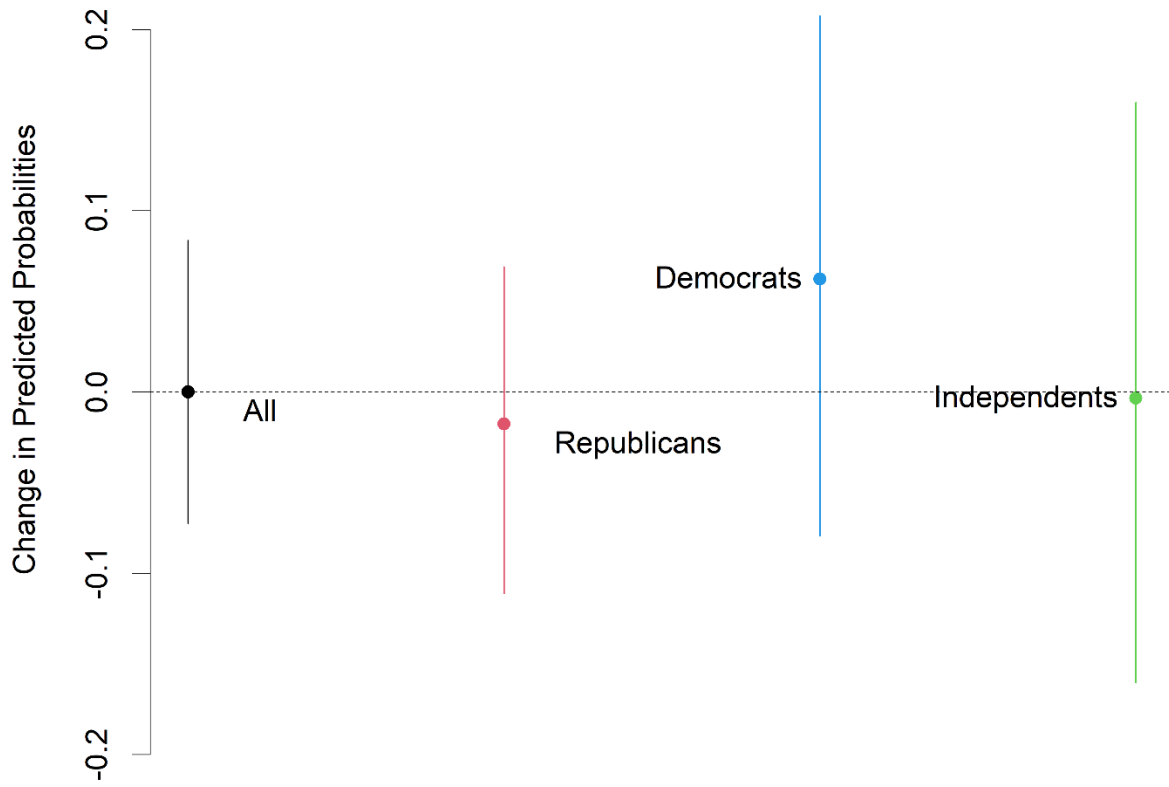 Change in Predicted Probabilities
0.2
0.1
0.0
-0.1
-0.2
All
Republicans
Democrats
Independents